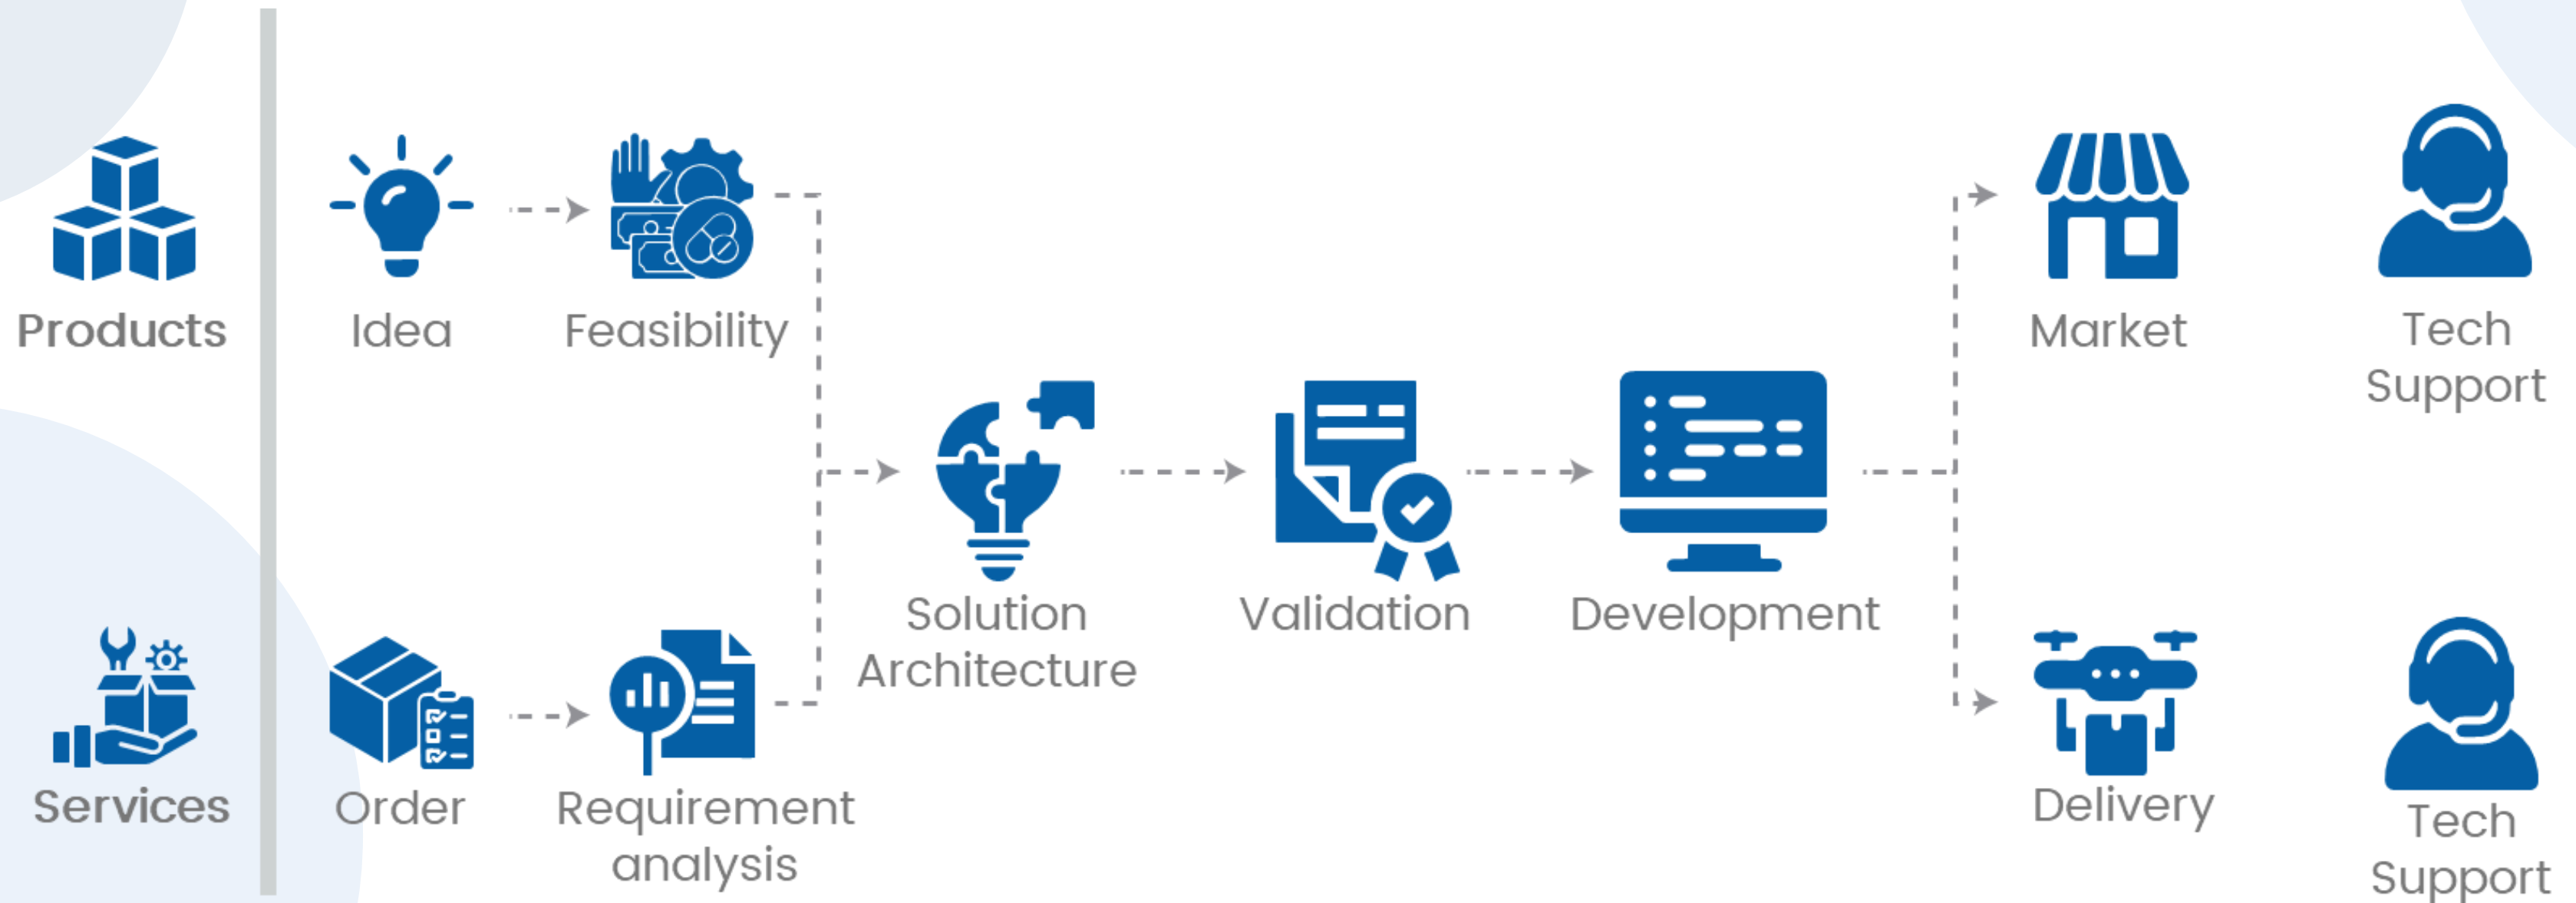 Products
Idea
Feasibility
Market
Tech
Support
Solution
Architecture
Validation
Development
Services
Order
Requirement
analysis
Delivery
Tech
Support